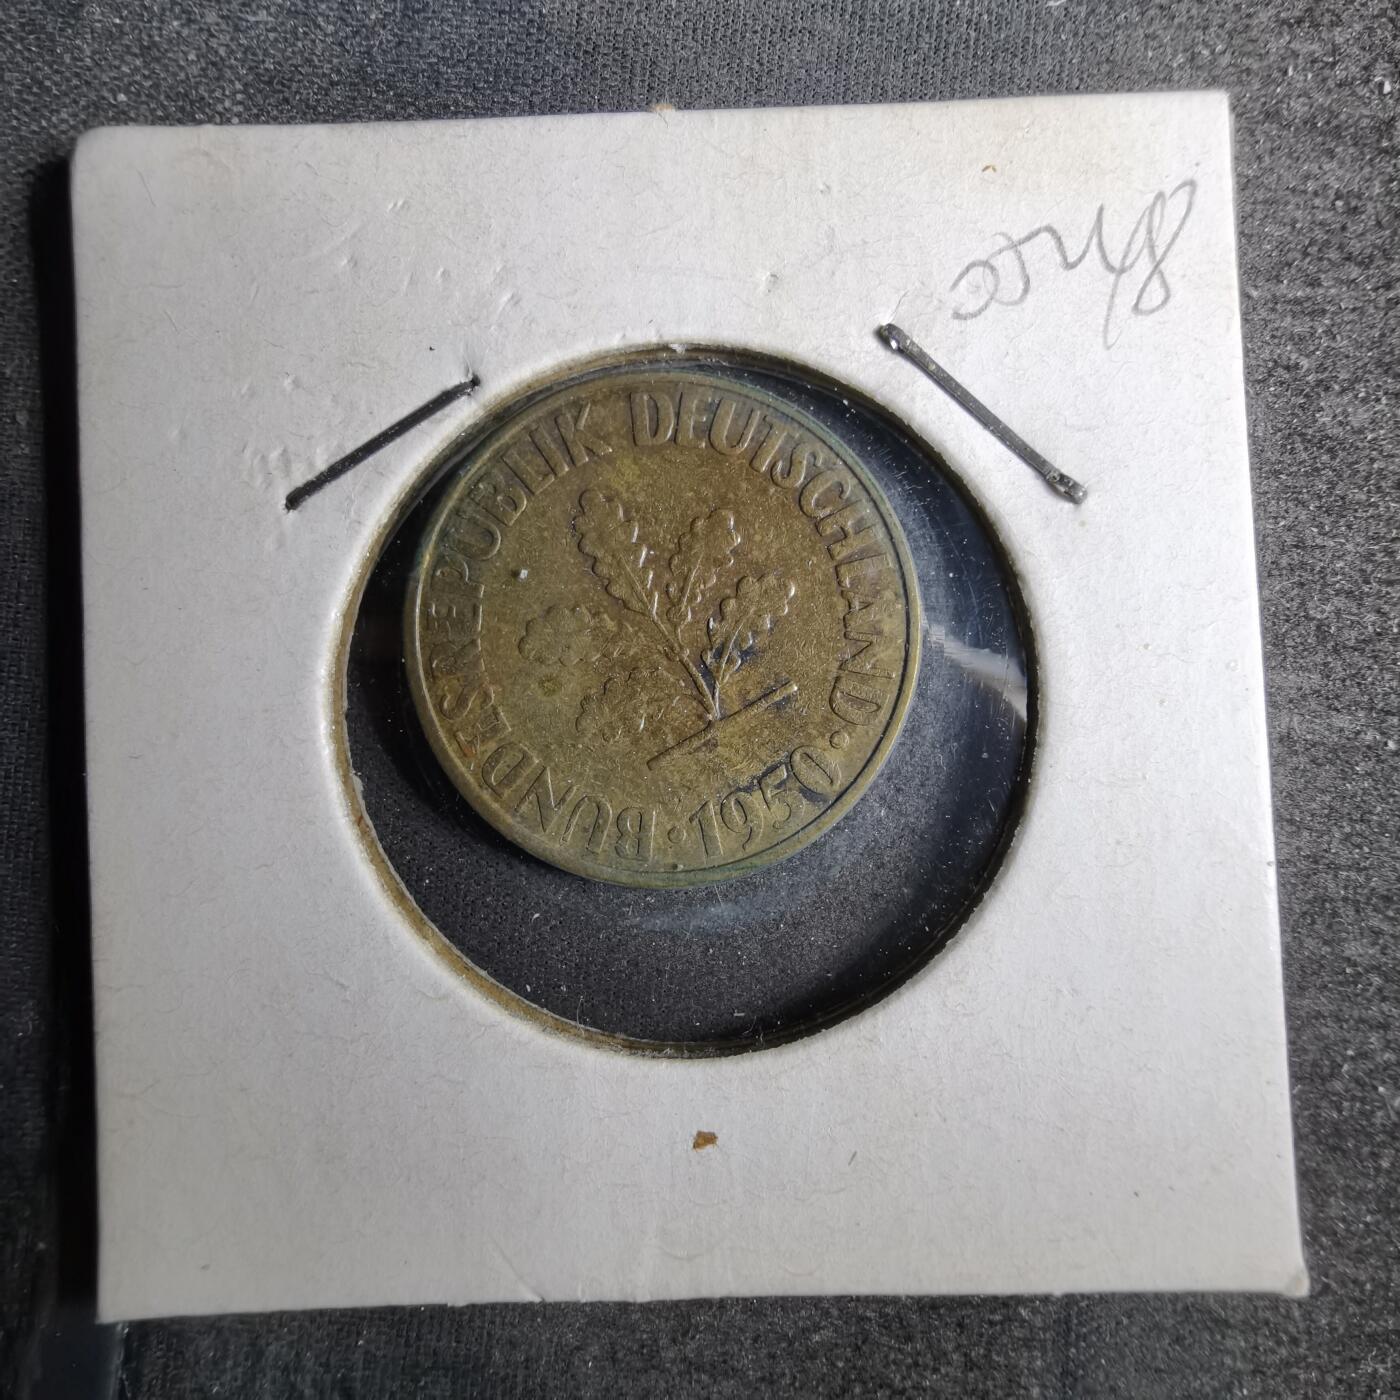 BUNDESREPUBLIK DEUTSCHLAND · 1950 ·